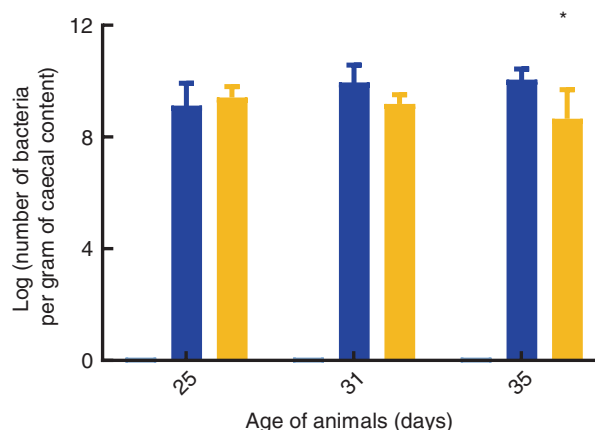 *
12
8
4
0
Log (number of bacteria
per gram of caecal content)
25
31
35
Age of animals (days)